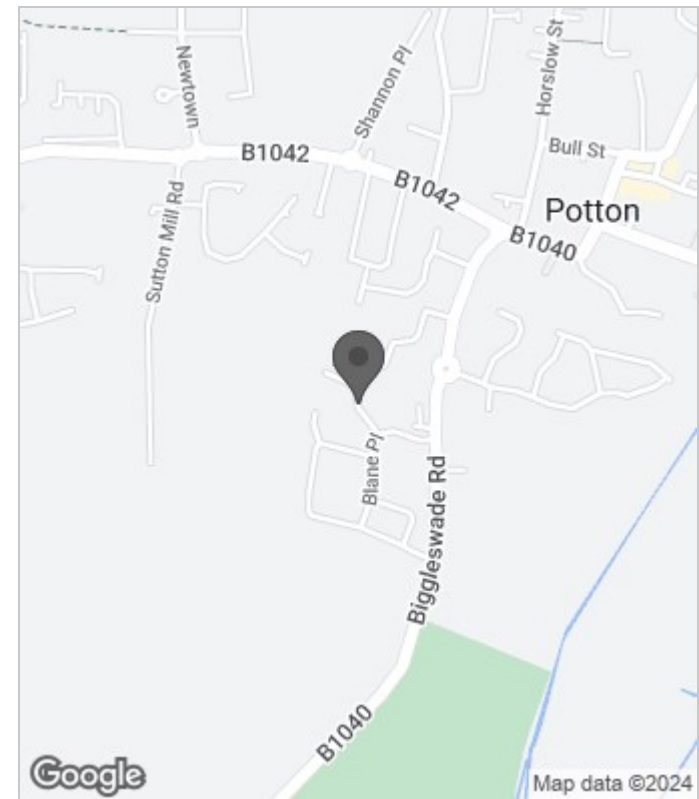 Newtown
Shannon Pl
Horslow St
B1042
Bull St
B1042
Potton
B1040
Sutton Mill Rd
Blane Pl
Biggleswade Rd
B1040
Google
Map data ©2024